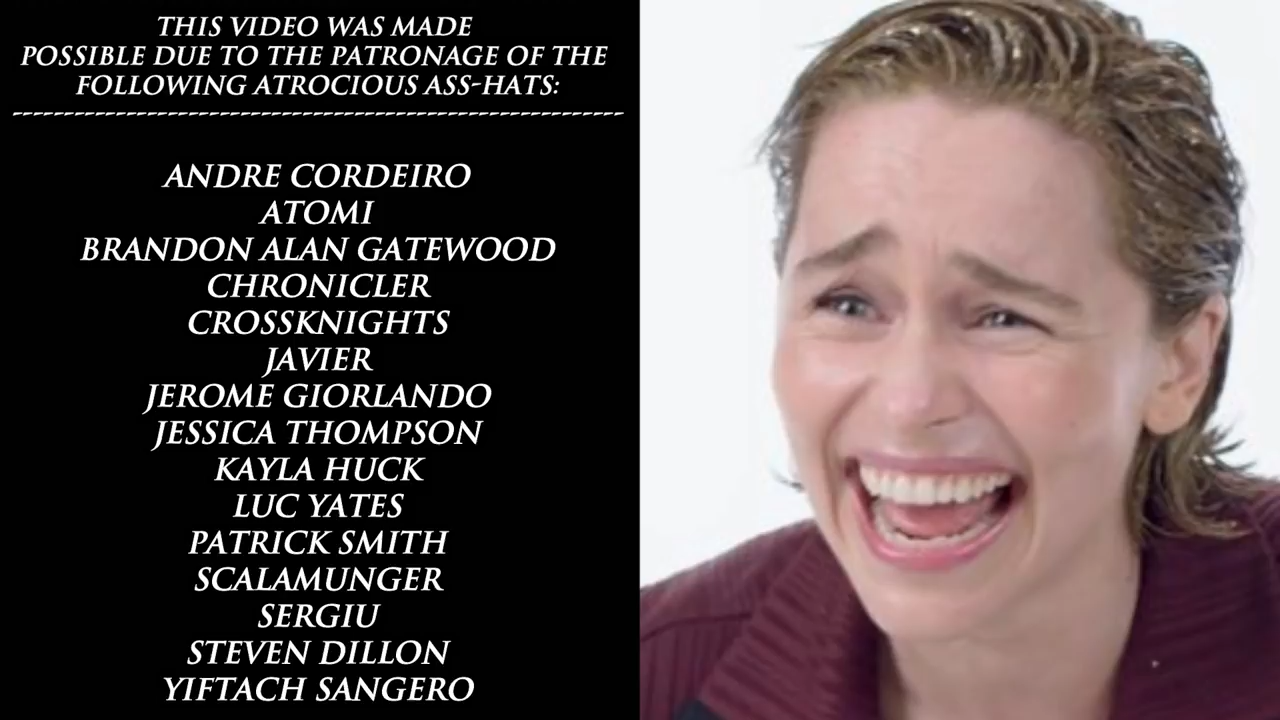 THIS VIDEO WAS MADE
POSSIBLE DUE TO THE PATRONAGE OF THE
FOLLOWING ATROCIOUS ASS-HATS:
ANDRE CORDEIRO
ATOMI
BRANDON ALAN GATEWOOD
CHRONICLER
CROSSKNIGHTS
JAVIER
JEROME GIORLANDO
JESSICA THOMPSON
KAYLA HUCK
LUC YATES
PATRICK SMITH
SCALAMUNGER
SERGIU
STEVEN DILLON
YIFTACH SANGERO